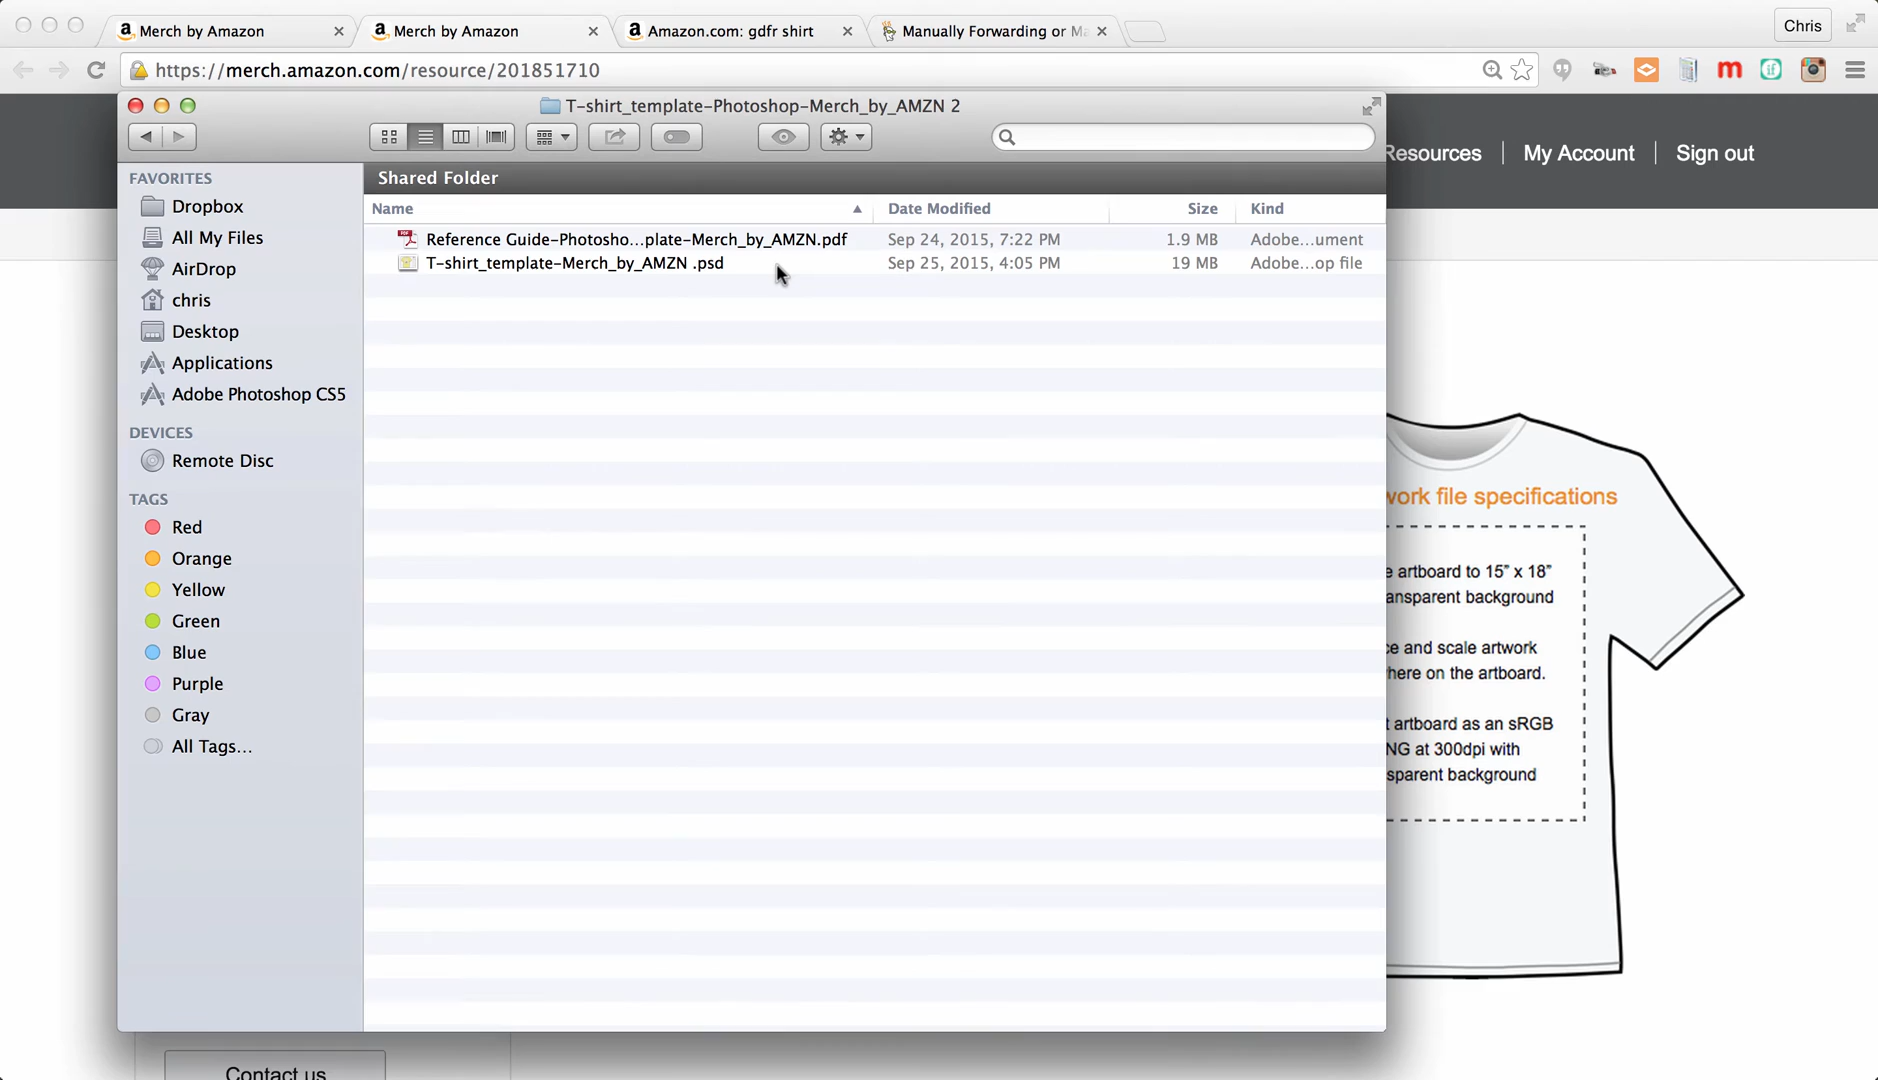 Merch by Amazon
Merch by Amazon
Amazon.com: gdfr shirt
Manually Forwarding or Ma
Chris
https://merch.amazon.com/resource/201851710
T-shirt_template-Photoshop-Merch_by_AMZN 2
Resources
My Account
Sign out
Shared Folder
Name
Date Modified
Size
Kind
Reference Guide-Photosho...plate-Merch_by_AMZN.pdf
Sep 24, 2015, 7:22 PM
1.9 MB
Adobe...ument
T-shirt_template-Merch_by_AMZN .psd
Sep 25, 2015, 4:05 PM
19 MB
Adobe...op file
FAVORITES
Dropbox
All My Files
AirDrop
chris
Desktop
Applications
Adobe Photoshop CS5
DEVICES
Remote Disc
TAGS
Red
Orange
Yellow
Green
Blue
Purple
Gray
All Tags...
work file specifications
e artboard to 15” x 18”
ansparent background
ce and scale artwork
here on the artboard.
t artboard as an sRGB
NG at 300dpi with
sparent background
Contact us